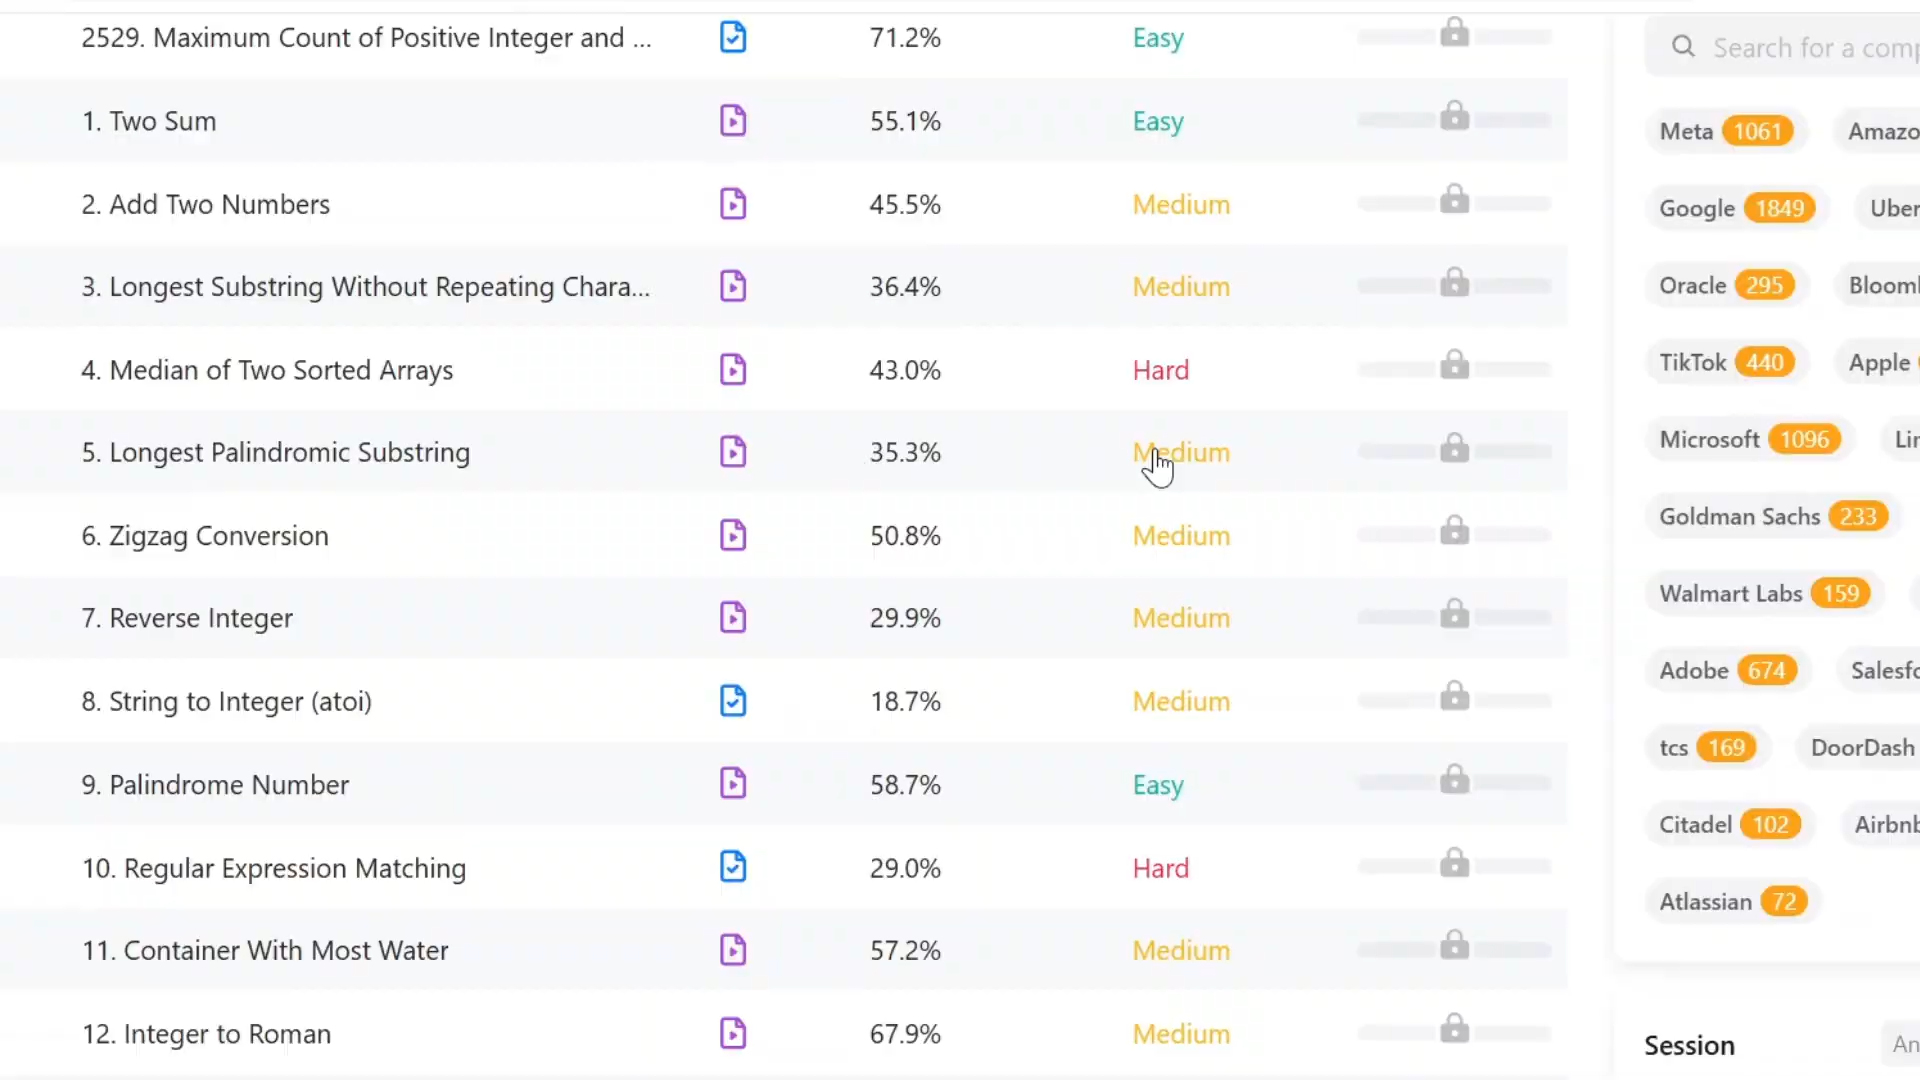 2529. Maximum Count of Positive Integer and ... 71.2% Easy
1. Two Sum 55.1% Easy
2. Add Two Numbers 45.5% Medium
3. Longest Substring Without Repeating Chara... 36.4% Medium
4. Median of Two Sorted Arrays 43.0% Hard
5. Longest Palindromic Substring 35.3% Medium
6. Zigzag Conversion 50.8% Medium
7. Reverse Integer 29.9% Medium
8. String to Integer (atoi) 18.7% Medium
9. Palindrome Number 58.7% Easy
10. Regular Expression Matching 29.0% Hard
11. Container With Most Water 57.2% Medium
12. Integer to Roman 67.9% Medium
Search for a comp
Meta 1061 Amazo
Google 1849 Uber
Oracle 295 Bloom
TikTok 440 Apple
Microsoft 1096 Lin
Goldman Sachs 233
Walmart Labs 159
Adobe 674 Salesfo
tcs 169 DoorDash
Citadel 102 Airbnb
Atlassian 72
Session An